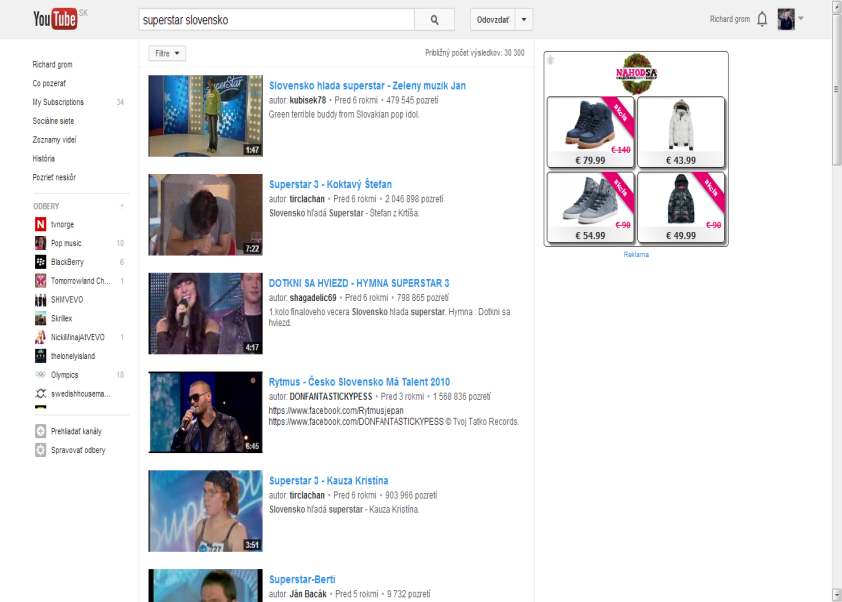 YouTube SK
superstar slovensko
Odovzdať
Richard grom
Richard grom
Čo pozerať
My Subscriptions 34
Sociálne siete
Zoznamy videí
História
Pozrieť neskôr
ODBERY
tvnorge
Pop music 10
BlackBerry 6
Tomorrowland Ch... 1
SHMVEVO
Skrillex
NickiMinajAtVEVO 1
thelonelyisland
Olympics 18
swedishhousema...
Prehliadať kanály
Spravovať odbery
Filtre
Približný počet výsledkov: 30 300
Slovensko hlada superstar - Zeleny muzik Jan
autor: kubisek78 • Pred 6 rokmi • 479 545 pozretí
Green terrible buddy from Slovakian pop idol.
1:47
Superstar 3 - Koktavý Štefan
autor: tirclachan • Pred 6 rokmi • 2 046 898 pozretí
Slovensko hľadá Superstar - Štefan z Krtíša.
7:22
DOTKNI SA HVIEZD - HYMNA SUPERSTAR 3
autor: shagadelic69 • Pred 6 rokmi • 798 865 pozretí
1.kolo finaloveho vecera Slovensko hlada superstar. Hymna : Dotkni sa
hviezd.
4:17
Rytmus - Česko Slovensko Má Talent 2010
autor: DONFANTASTICKYPESS • Pred 3 rokmi • 1 568 836 pozretí
https://www.facebook.com/Rytmusjepan
https://www.facebook.com/DONFANTASTICKYPESS © Tvoj Tatko Records.
6:45
Superstar 3 - Kauza Kristína
autor: tirclachan • Pred 6 rokmi • 903 966 pozretí
Slovensko hľadá superstar - Kauza Kristína.
3:51
Superstar-Berti
autor: Ján Bacák • Pred 5 rokmi • 9 732 pozretí
NAHODSA
akcia
€ 140
€ 79.99
€ 43.99
akcia
€ 90
€ 54.99
akcia
€ 90
€ 49.99
Reklama